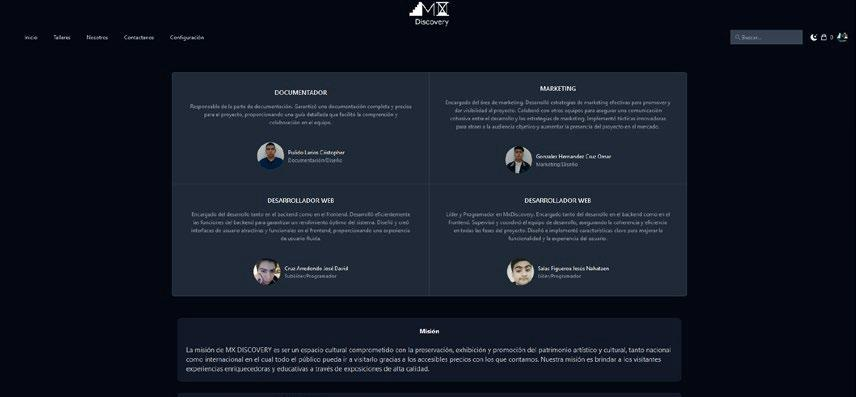 MX
Discovery
Inicio Talleres Nosotros Contactanos Configuración
Buscar...
0
DOCUMENTADOR
Responsable de la parte de documentación. Garantizó una documentación completa y precisa
para el proyecto, proporcionando una guía detallada que facilitó la comprensión y
colaboración en el equipo.
Pulido Larios Cristopher
Documentación/Diseño
MARKETING
Encargado del área de marketing. Desarrolló estrategias de marketing efectivas para promover y
dar visibilidad al proyecto. Colaboró con otros equipos para asegurar una comunicación
cohesiva entre el desarrollo y las estrategias de marketing. Implementó tácticas innovadoras
para atraer a la audiencia objetivo y aumentar la presencia del proyecto en el mercado.
Gonzalez Hernandez Cruz Omar
Marketing/Diseño
DESARROLLADOR WEB
Encargado del desarrollo tanto en el backend como en el frontend. Desarrolló eficientemente
las funciones del backend para garantizar un rendimiento óptimo del sistema. Diseñó y creó
interfaces de usuario atractivas y funcionales en el frontend, proporcionando una experiencia
de usuario fluida.
Cruz Arredondo José David
Sublíder/Programador
DESARROLLADOR WEB
Líder y Programador en MxDiscovery. Encargado tanto del desarrollo en el backend como en el
frontend. Supervisó y coordinó el equipo de desarrollo, asegurando la coherencia y eficiencia
en todas las fases del proyecto. Diseñó e implementó características clave para mejorar la
funcionalidad y la experiencia del usuario.
Salas Figueroa Jesús Nahataen
Líder/Programador
Misión
La misión de MX DISCOVERY es ser un espacio cultural comprometido con la preservación, exhibición y promoción del patrimonio artístico y cultural, tanto nacional
como internacional en el cual todo el público pueda ir a visitarlo gracias a los accesibles precios con los que contamos. Nuestra misión es brindar a los visitantes
experiencias enriquecedoras y educativas a través de exposiciones de alta calidad.